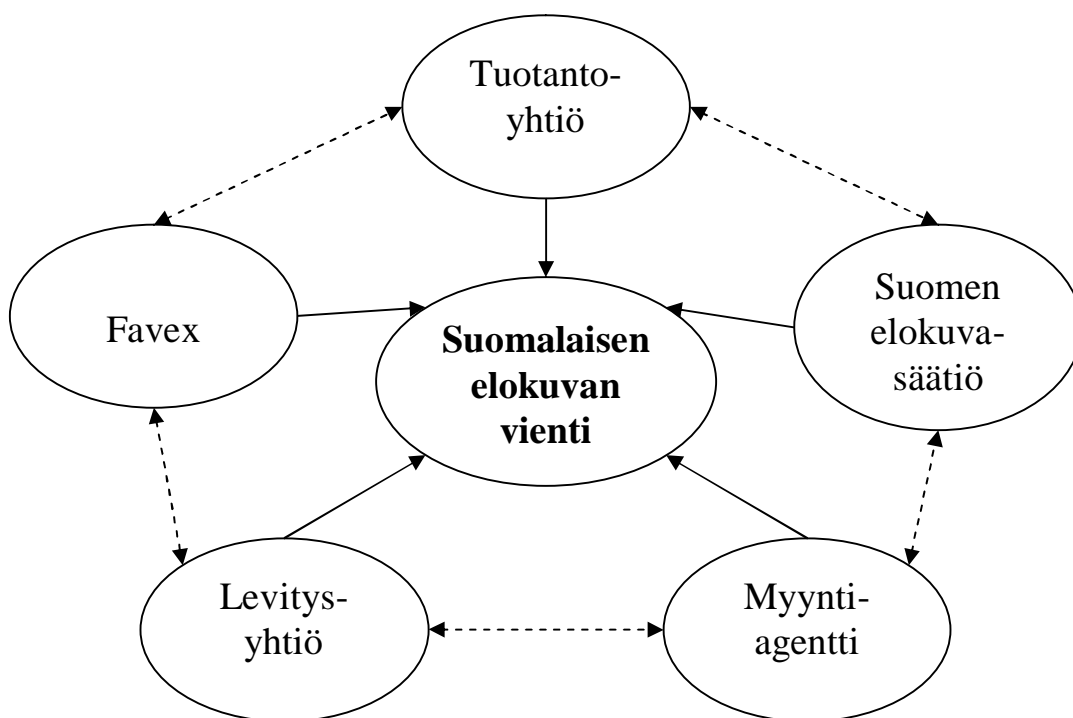 Tuotanto-
yhtiö
Favex
Suomalaisen
elokuvan
vienti
Suomen
elokuva-
säätiö
Levitys-
yhtiö
Myynti-
agentti